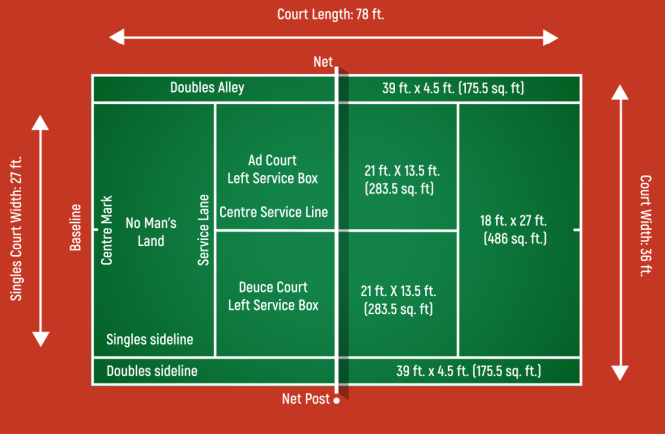 Court Length: 78 ft.
Net
Doubles Alley
39 ft. x 4.5 ft. (175.5 sq. ft)
Singles Court Width: 27 ft.
Baseline
Centre Mark
No Man's
Land
Service Lane
Ad Court
Left Service Box
Centre Service Line
21 ft. X 13.5 ft.
(283.5 sq. ft)
18 ft. x 27 ft.
(486 sq. ft.)
Court Width: 36 ft.
Deuce Court
Left Service Box
21 ft. X 13.5 ft.
(283.5 sq. ft)
Singles sideline
Doubles sideline
39 ft. x 4.5 ft. (175.5 sq. ft.)
Net Post